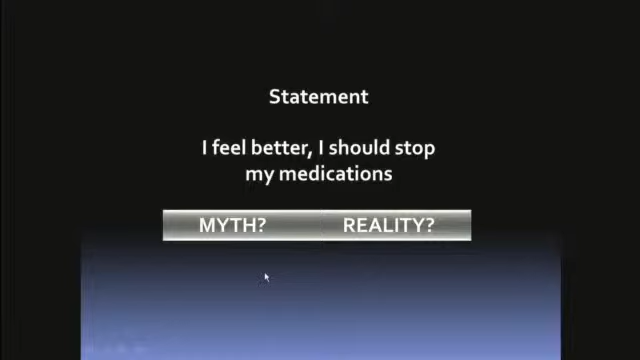 Statement
I feel better, I should stop
my medications
MYTH? REALITY?